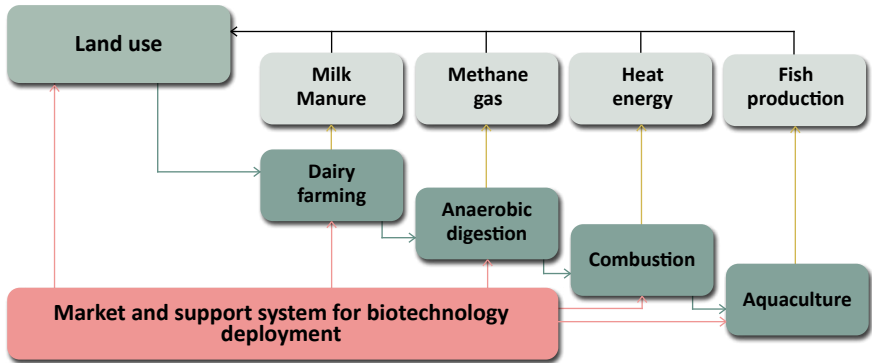 Land use
Milk
Manure
Methane
gas
Heat
energy
Fish
production
Dairy
farming
Anaerobic
digestion
Combustion
Aquaculture
Market and support system for biotechnology
deployment